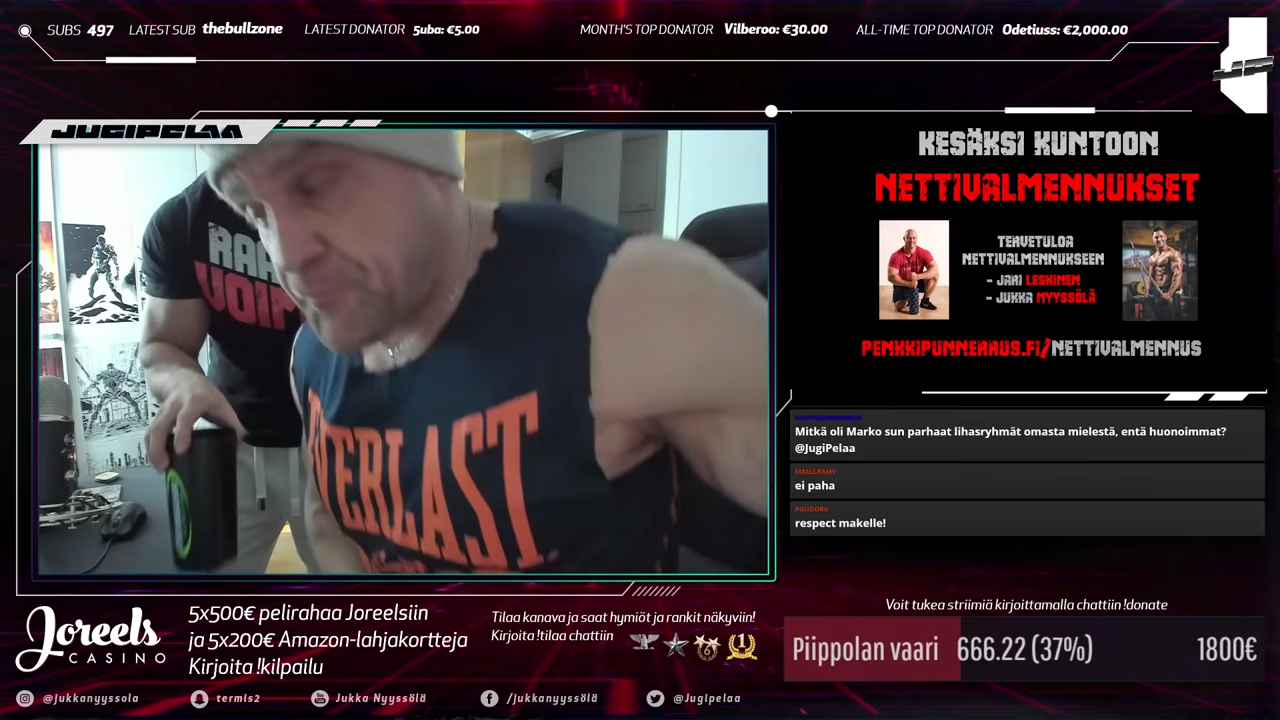 SUBS 497 LATEST SUB thebullzone LATEST DONATOR 5uba: €5.00 MONTH'S TOP DONATOR Vilberoo: €30.00 ALL-TIME TOP DONATOR Odetiuss: €2,000.00
JUGIPELAA
KESÄKSI KUNTOON
NETTIVALMENNUKSET
TERVETULOA
NETTIVALMENNUKSEEN
- JARI LESKINEN
- JUKKA NYYSSÖLÄ
PENKKIPUNNERRUS.FI/NETTIVALMENNUS
RAA
VOIM
EVERLAST
Mitkä oli Marko sun parhaat lihasryhmät omasta mielestä, entä huonoimmat?
@JugiPelaa
SMALLRAMY
ei paha
POUDORX
respect makelle!
Joreels
CASINO
5x500€ pelirahaa Joreelsiin
ja 5x200€ Amazon-lahjakortteja
Kirjoita !kilpailu
Tilaa kanava ja saat hymiöt ja rankit näkyviin!
Kirjoita !tilaa chattiin
6 1
Voit tukea striimiä kirjoittamalla chattiin !donate
Piippolan vaari 666.22 (37%) 1800€
@jukkanyyssola termis2 Jukka Nyyssölä /jukkanyyssölä @Jugipelaa